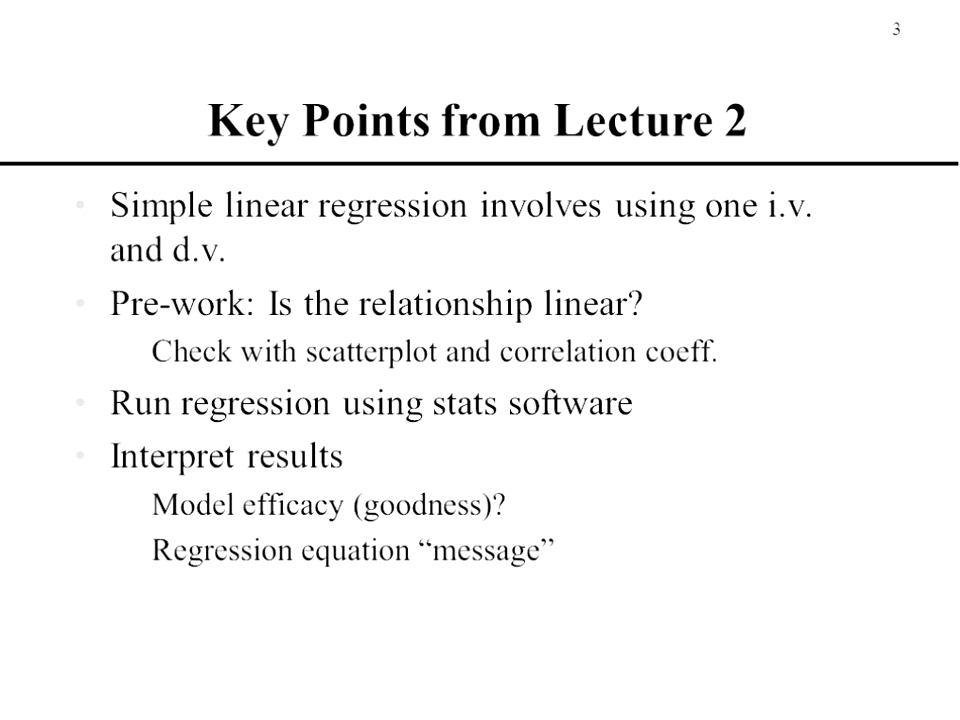 3
Key Points from Lecture 2
• Simple linear regression involves using one i.v.
and d.v.
• Pre-work: Is the relationship linear?
Check with scatterplot and correlation coeff.
• Run regression using stats software
• Interpret results
Model efficacy (goodness)?
Regression equation “message”